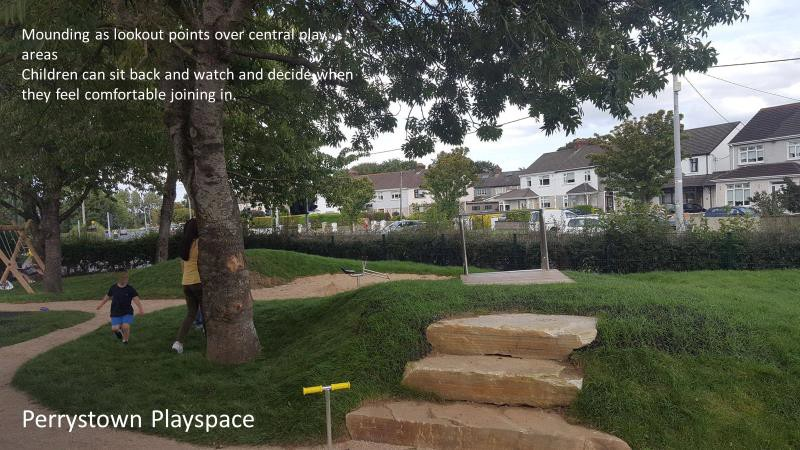 Mounding as lookout points over central play
areas
Children can sit back and watch and decide when
they feel comfortable joining in.
Perrystown Playspace